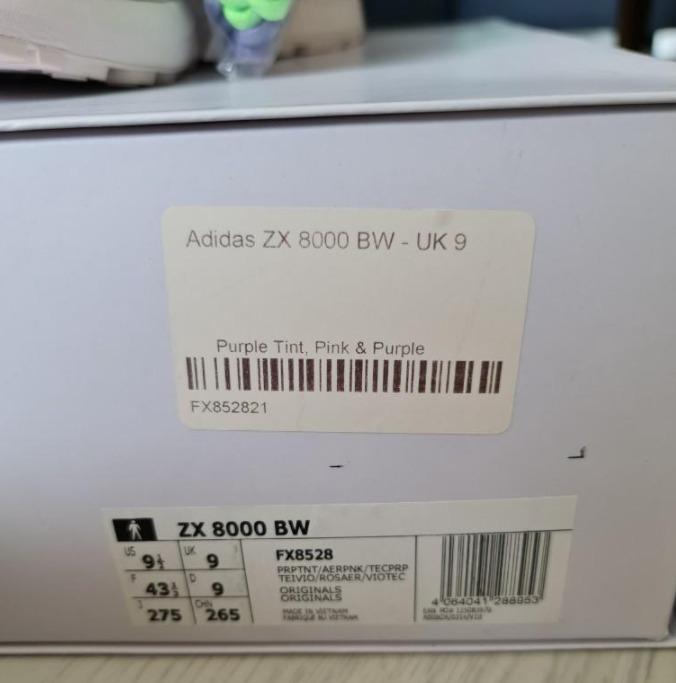 Adidas ZX 8000 BW - UK 9
Purple Tint, Pink & Purple
FX852821
ZX 8000 BW
US 9½ UK 9
F 43⅓ D 9
J 275 CHN 265
FX8528
PRPTNT/AERPNK/TECPRP
TEIVIO/ROSAER/VIOTEC
ORIGINALS
ORIGINALS
MADE IN VIETNAM
FABRIQUE AU VIETNAM
4 064041 288953